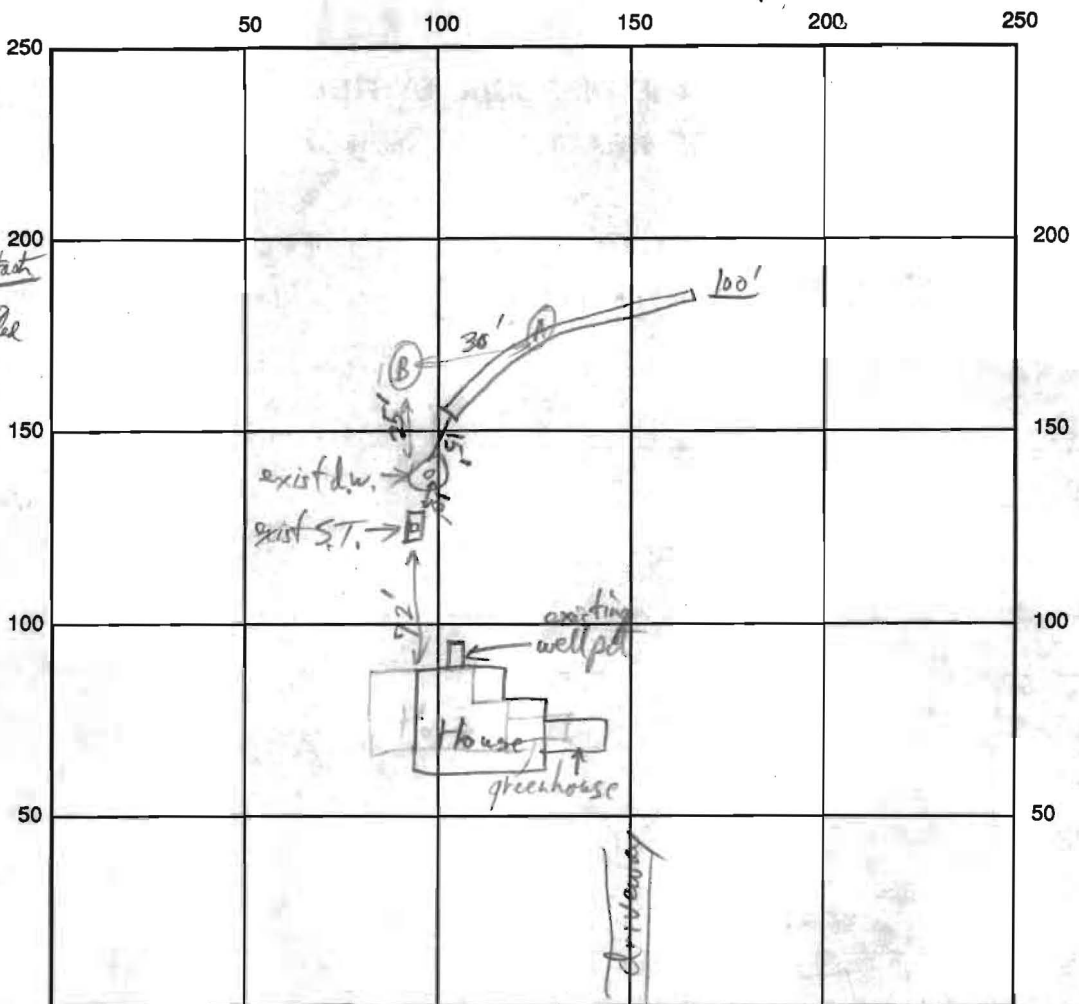 50 100 150 200 250
250
200 200
100'
A
30'
B
25'
150 150
15'
exist d.w.
exist S.T.
72'
100 100
existing
well pit
House
greenhouse
50 50
driveway